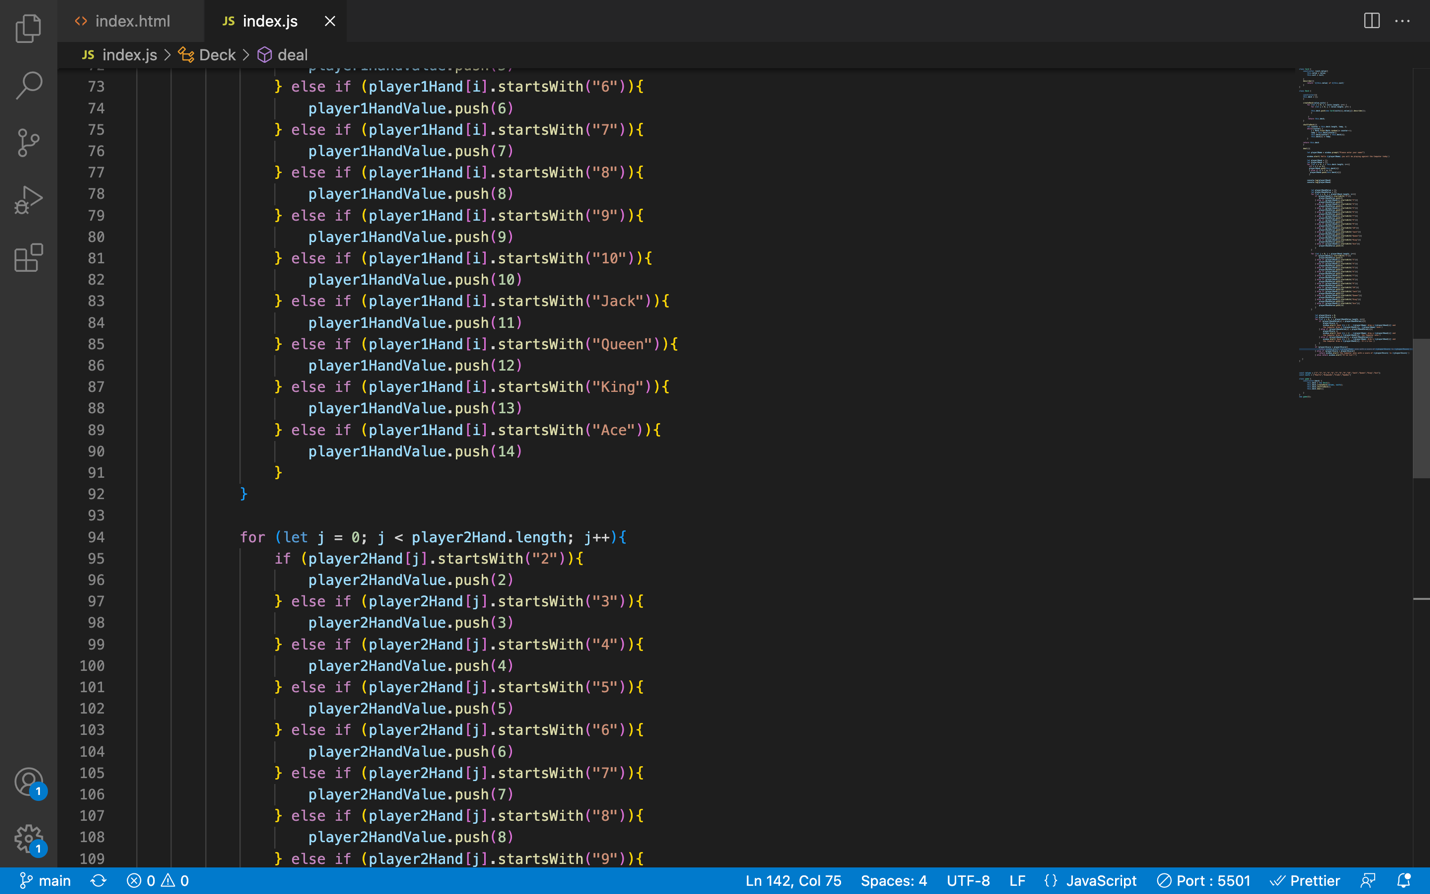 index.html
JS index.js
JS index.js > Deck > deal
73 } else if (player1Hand[i].startsWith("6")){
74 player1HandValue.push(6)
75 } else if (player1Hand[i].startsWith("7")){
76 player1HandValue.push(7)
77 } else if (player1Hand[i].startsWith("8")){
78 player1HandValue.push(8)
79 } else if (player1Hand[i].startsWith("9")){
80 player1HandValue.push(9)
81 } else if (player1Hand[i].startsWith("10")){
82 player1HandValue.push(10)
83 } else if (player1Hand[i].startsWith("Jack")){
84 player1HandValue.push(11)
85 } else if (player1Hand[i].startsWith("Queen")){
86 player1HandValue.push(12)
87 } else if (player1Hand[i].startsWith("King")){
88 player1HandValue.push(13)
89 } else if (player1Hand[i].startsWith("Ace")){
90 player1HandValue.push(14)
91 }
92 }
93
94 for (let j = 0; j < player2Hand.length; j++){
95 if (player2Hand[j].startsWith("2")){
96 player2HandValue.push(2)
97 } else if (player2Hand[j].startsWith("3")){
98 player2HandValue.push(3)
99 } else if (player2Hand[j].startsWith("4")){
100 player2HandValue.push(4)
101 } else if (player2Hand[j].startsWith("5")){
102 player2HandValue.push(5)
103 } else if (player2Hand[j].startsWith("6")){
104 player2HandValue.push(6)
105 } else if (player2Hand[j].startsWith("7")){
106 player2HandValue.push(7)
107 } else if (player2Hand[j].startsWith("8")){
108 player2HandValue.push(8)
109 } else if (player2Hand[j].startsWith("9")){
1
1
main 0 0 Ln 142, Col 75 Spaces: 4 UTF-8 LF {} JavaScript Port : 5501 Prettier